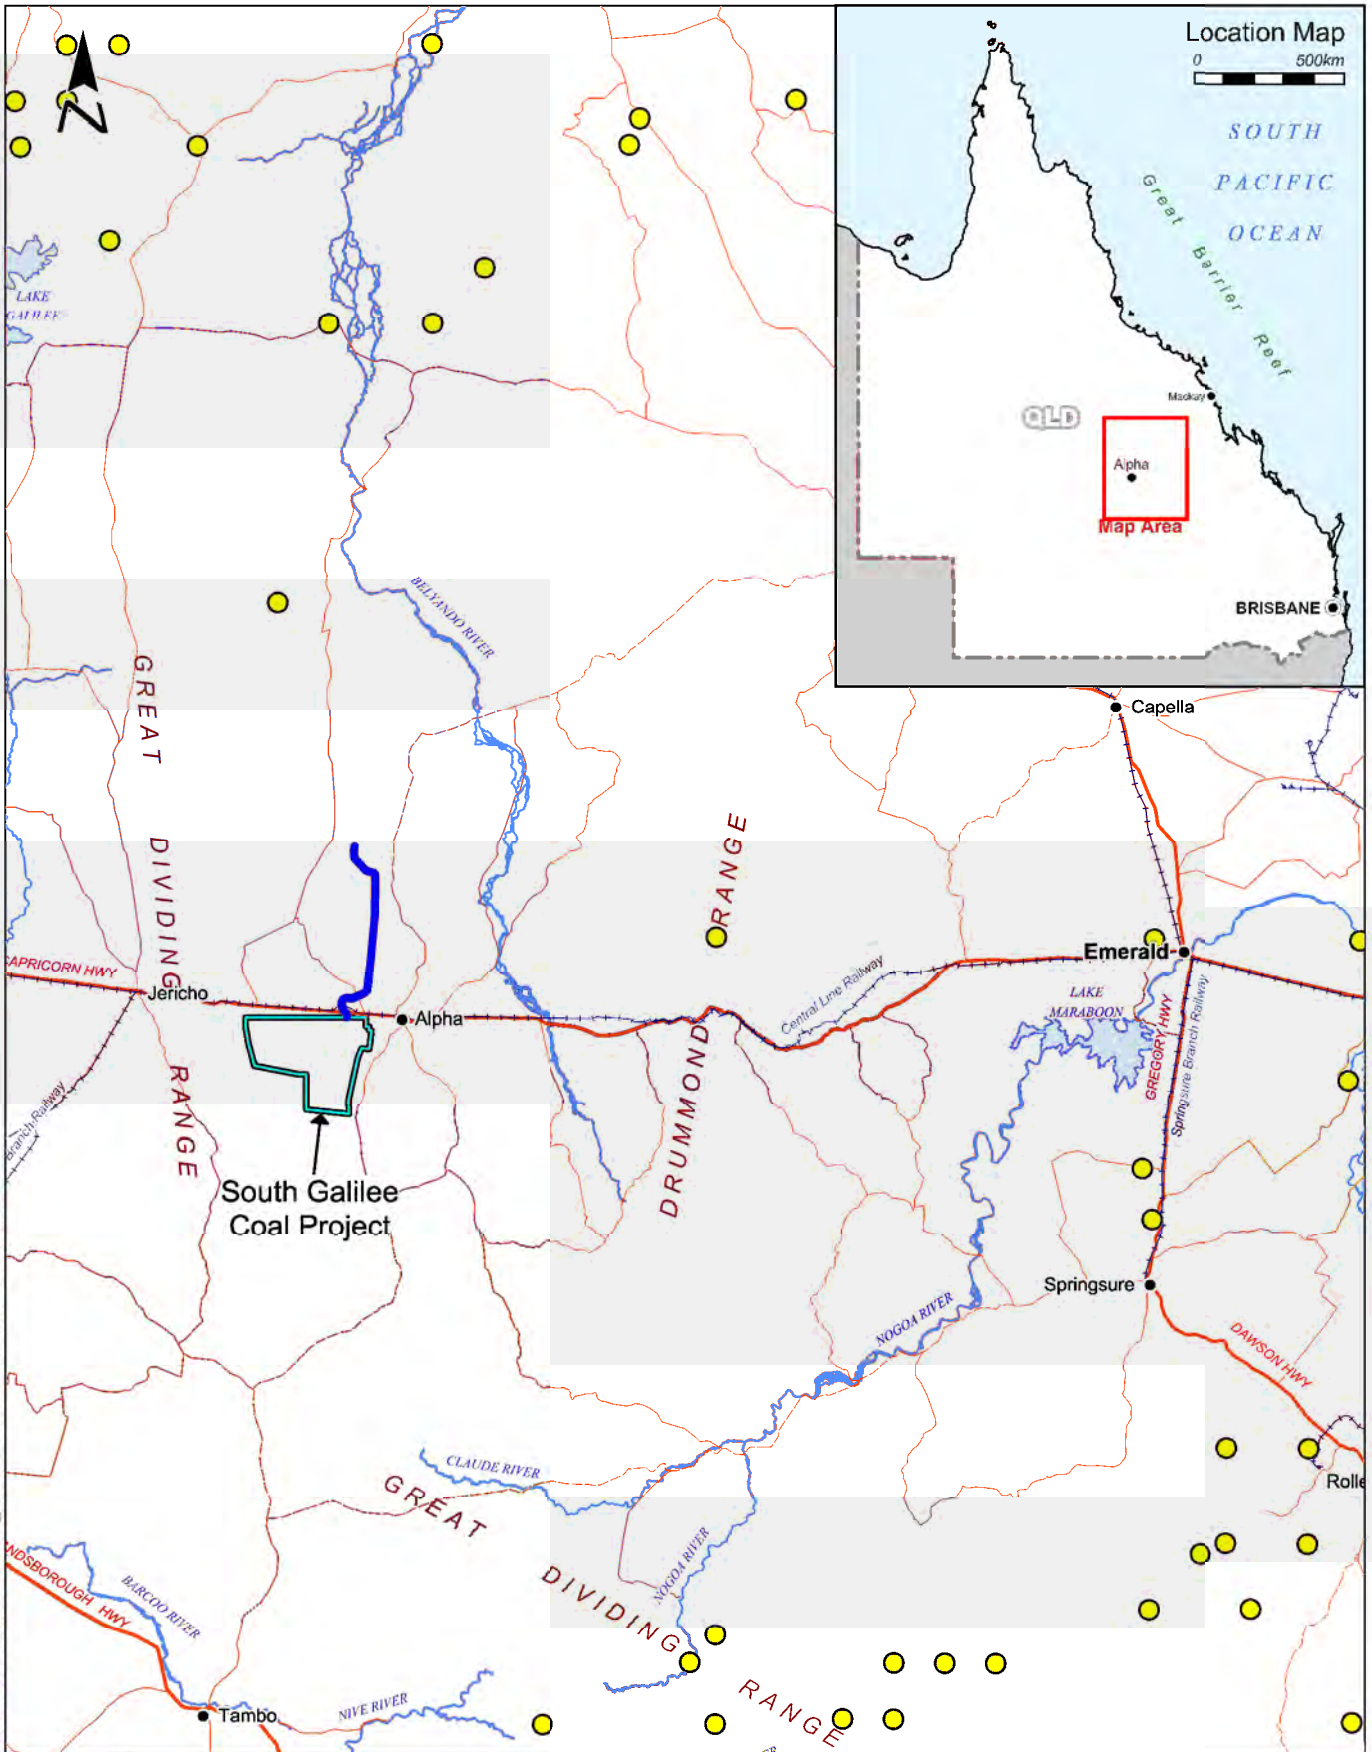 Location Map
0 500km
SOUTH
PACIFIC
OCEAN
Great Barrier Reef
Mackay
QLD
Alpha
Map Area
BRISBANE
N
LAKE
GALILEE
BELYANDO RIVER
GREAT
DIVIDING
RANGE
Capella
RANGE
DRUMMOND
CAPRICORN HWY
Jericho
Alpha
Central Line Railway
Emerald
LAKE
MARABOON
GREGORY HWY
Springsure Branch Railway
Branch Railway
South Galilee
Coal Project
Springsure
NOGOA RIVER
DAWSON HWY
Rolle
CLAUDE RIVER
GREAT
DIVIDING
RANGE
NOGOA RIVER
NDSBOROUGH HWY
BARCOO RIVER
Tambo
NIVE RIVER